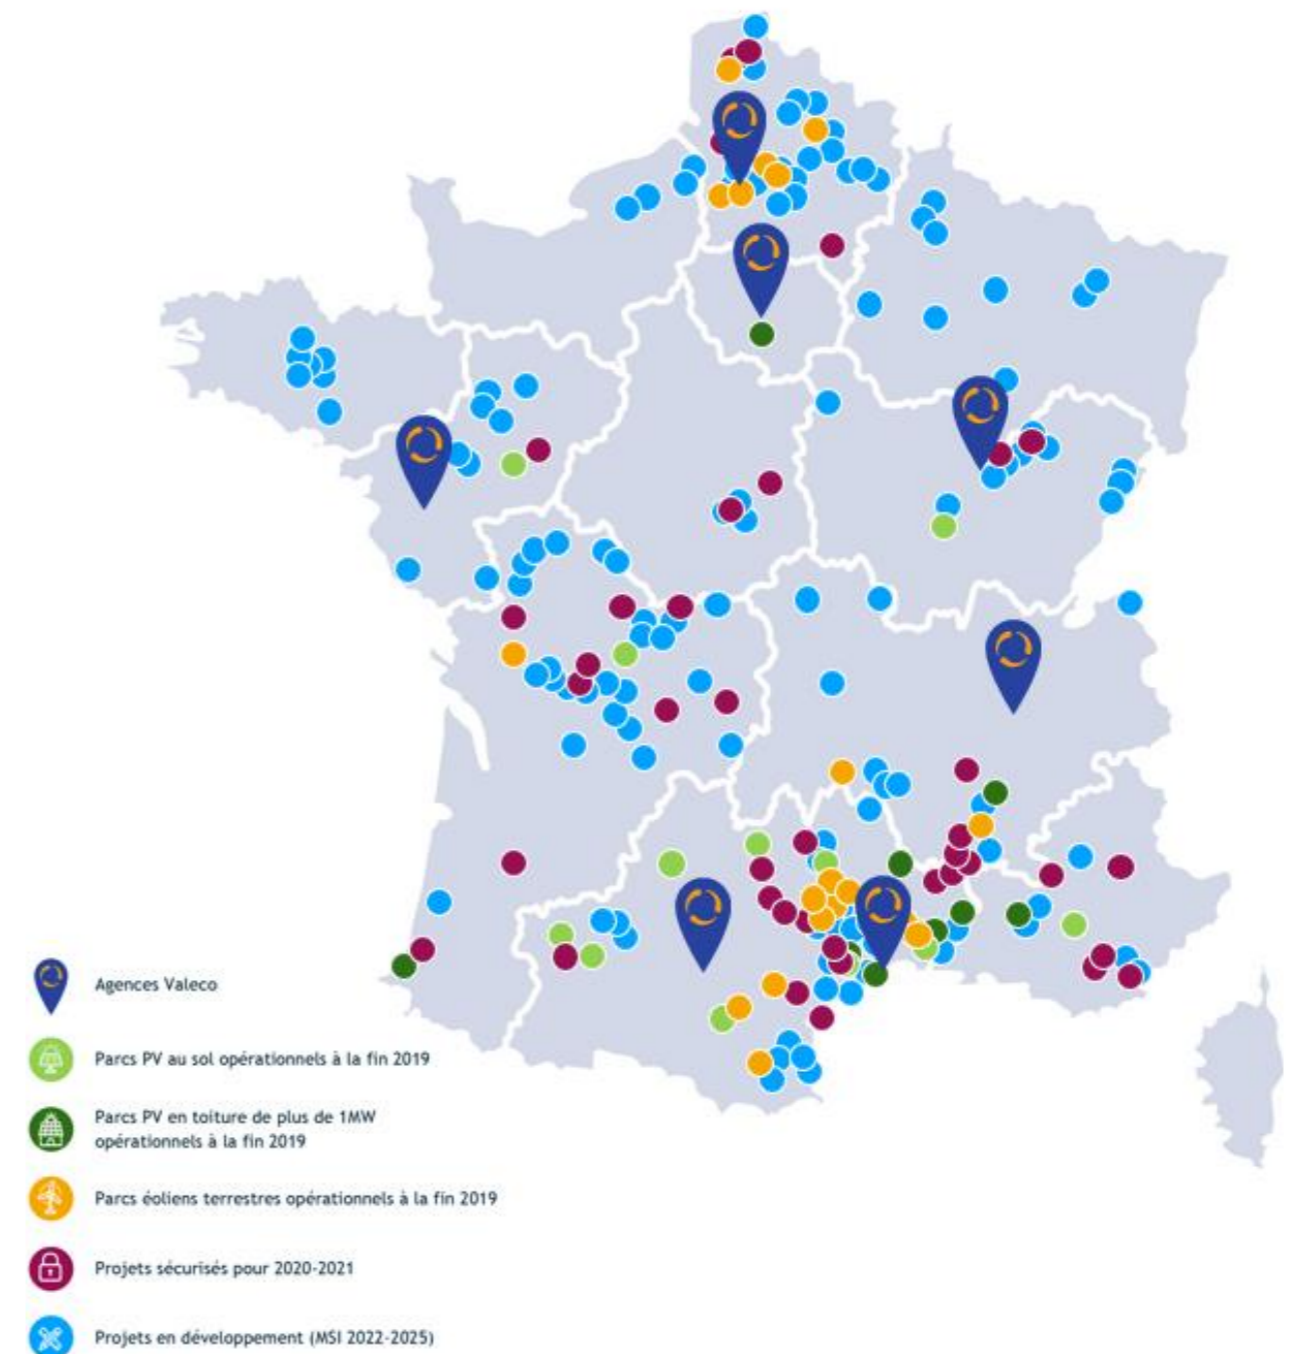 Agences Valeco
Parcs PV au sol opérationnels à la fin 2019
Parcs PV en toiture de plus de 1MW
opérationnels à la fin 2019
Parcs éoliens terrestres opérationnels à la fin 2019
Projets sécurisés pour 2020-2021
Projets en développement (MSI 2022-2025)